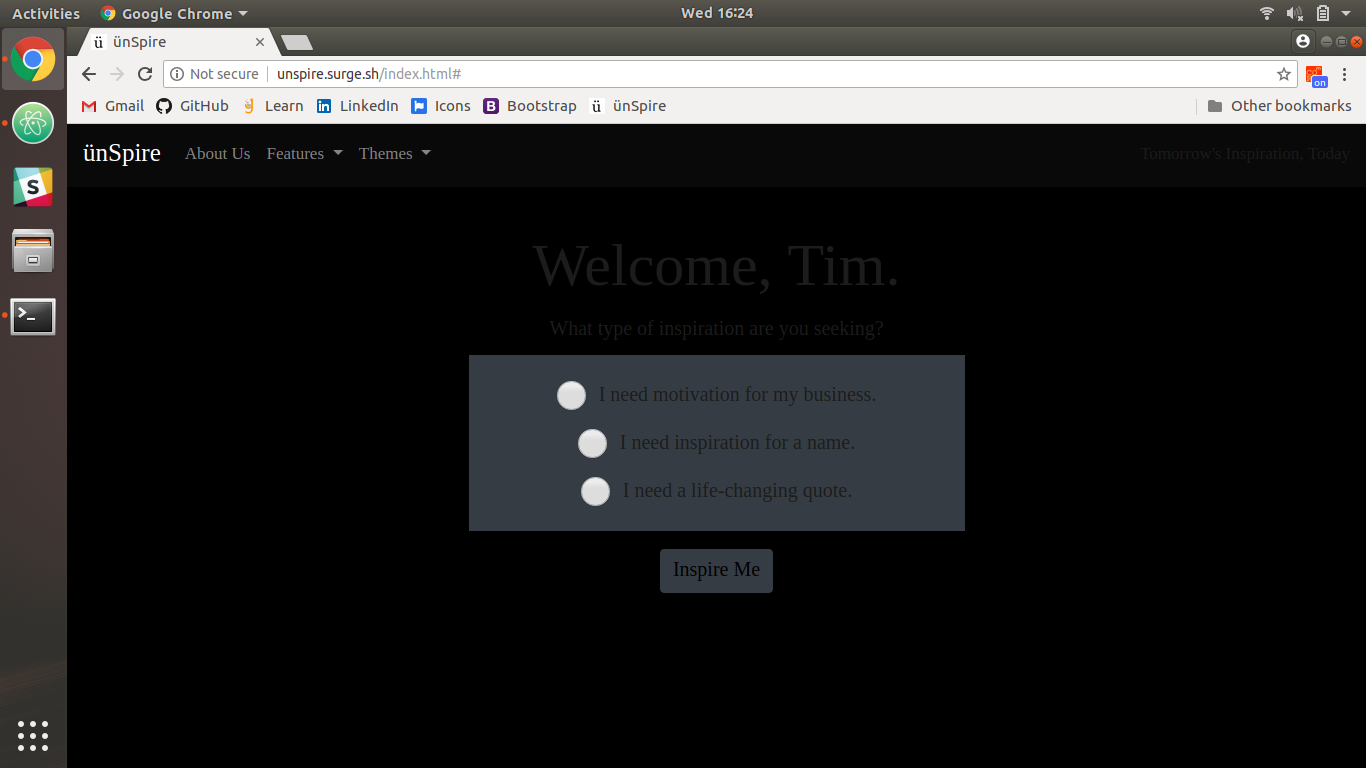 Activities Google Chrome Wed 16:24
ünSpire
Not secure unspire.surge.sh/index.html#
on
Gmail GitHub Learn LinkedIn Icons B Bootstrap ü ünSpire Other bookmarks
ünSpire About Us Features Themes Tomorrow's Inspiration, Today
S
Welcome, Tim.
What type of inspiration are you seeking?
I need motivation for my business.
I need inspiration for a name.
I need a life-changing quote.
Inspire Me